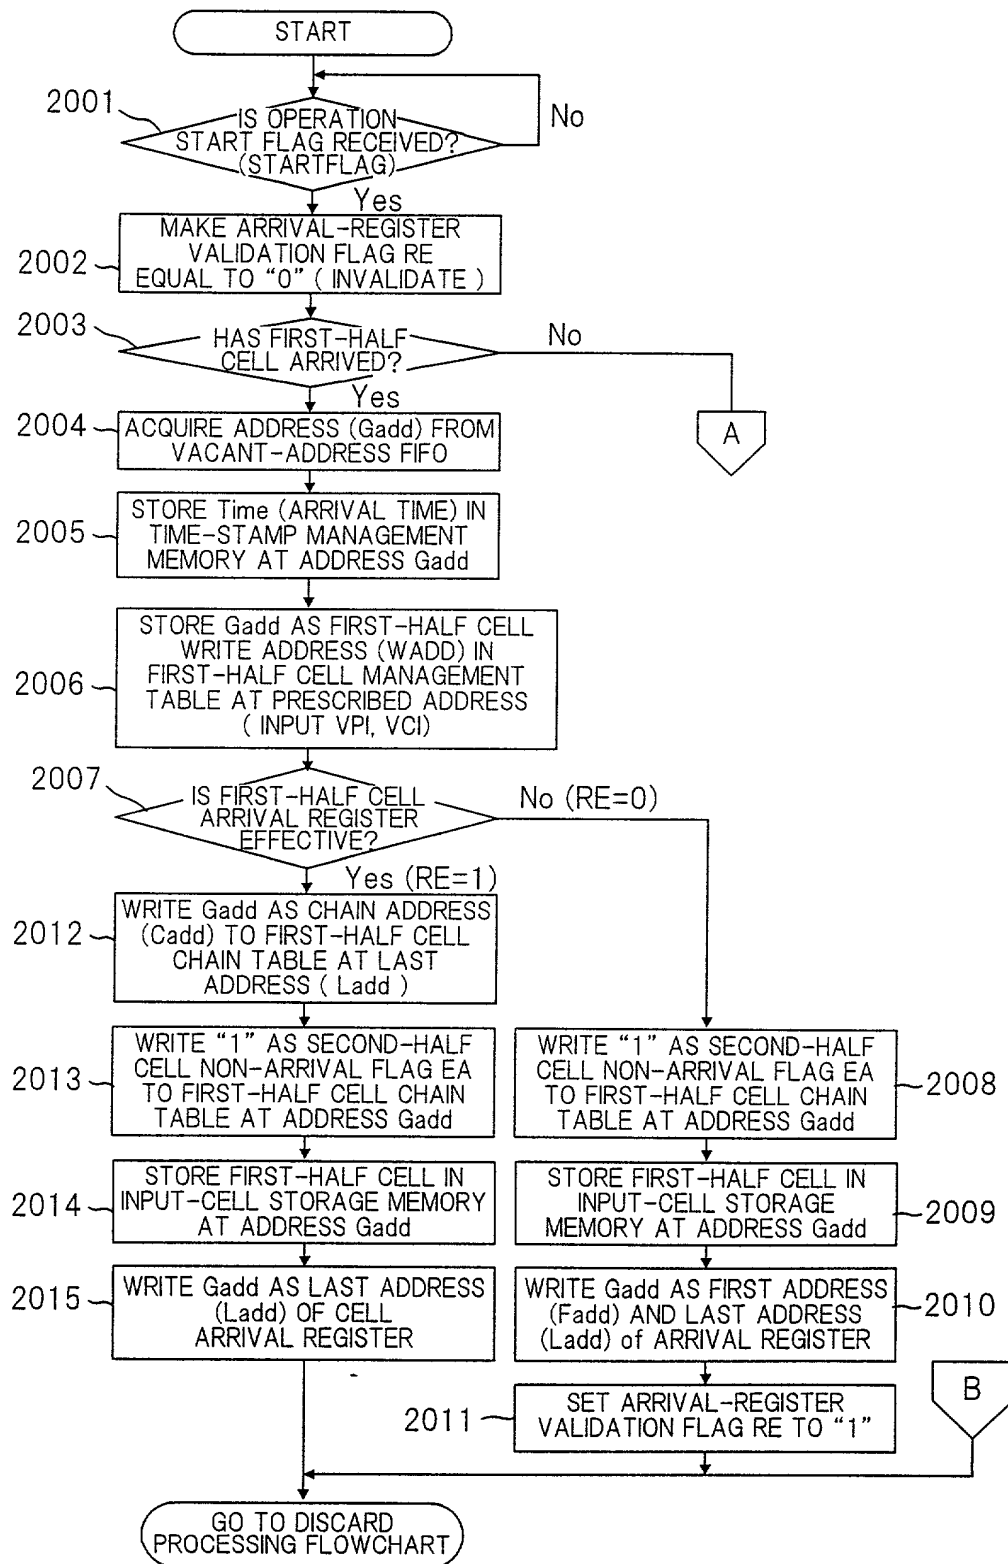 START
2001
IS OPERATION
START FLAG RECEIVED?
(STARTFLAG)
No
Yes
2002
MAKE ARRIVAL-REGISTER
VALIDATION FLAG RE
EQUAL TO “0” ( INVALIDATE )
2003
HAS FIRST-HALF
CELL ARRIVED?
No
Yes
A
2004
ACQUIRE ADDRESS (Gadd) FROM
VACANT-ADDRESS FIFO
2005
STORE Time (ARRIVAL TIME) IN
TIME-STAMP MANAGEMENT
MEMORY AT ADDRESS Gadd
2006
STORE Gadd AS FIRST-HALF CELL
WRITE ADDRESS (WADD) IN
FIRST-HALF CELL MANAGEMENT
TABLE AT PRESCRIBED ADDRESS
( INPUT VPI, VCI)
2007
IS FIRST-HALF CELL
ARRIVAL REGISTER
EFFECTIVE?
No (RE=0)
Yes (RE=1)
2012
WRITE Gadd AS CHAIN ADDRESS
(Cadd) TO FIRST-HALF CELL
CHAIN TABLE AT LAST
ADDRESS ( Ladd )
2013
WRITE “1” AS SECOND-HALF
CELL NON-ARRIVAL FLAG EA
TO FIRST-HALF CELL CHAIN
TABLE AT ADDRESS Gadd
WRITE “1” AS SECOND-HALF
CELL NON-ARRIVAL FLAG EA
TO FIRST-HALF CELL CHAIN
TABLE AT ADDRESS Gadd
2008
2014
STORE FIRST-HALF CELL IN
INPUT-CELL STORAGE MEMORY
AT ADDRESS Gadd
STORE FIRST-HALF CELL IN
INPUT-CELL STORAGE
MEMORY AT ADDRESS Gadd
2009
2015
WRITE Gadd AS LAST ADDRESS
(Ladd) OF CELL
ARRIVAL REGISTER
WRITE Gadd AS FIRST ADDRESS
(Fadd) AND LAST ADDRESS
(Ladd) of ARRIVAL REGISTER
2010
2011
SET ARRIVAL-REGISTER
VALIDATION FLAG RE TO “1”
B
GO TO DISCARD
PROCESSING FLOWCHART